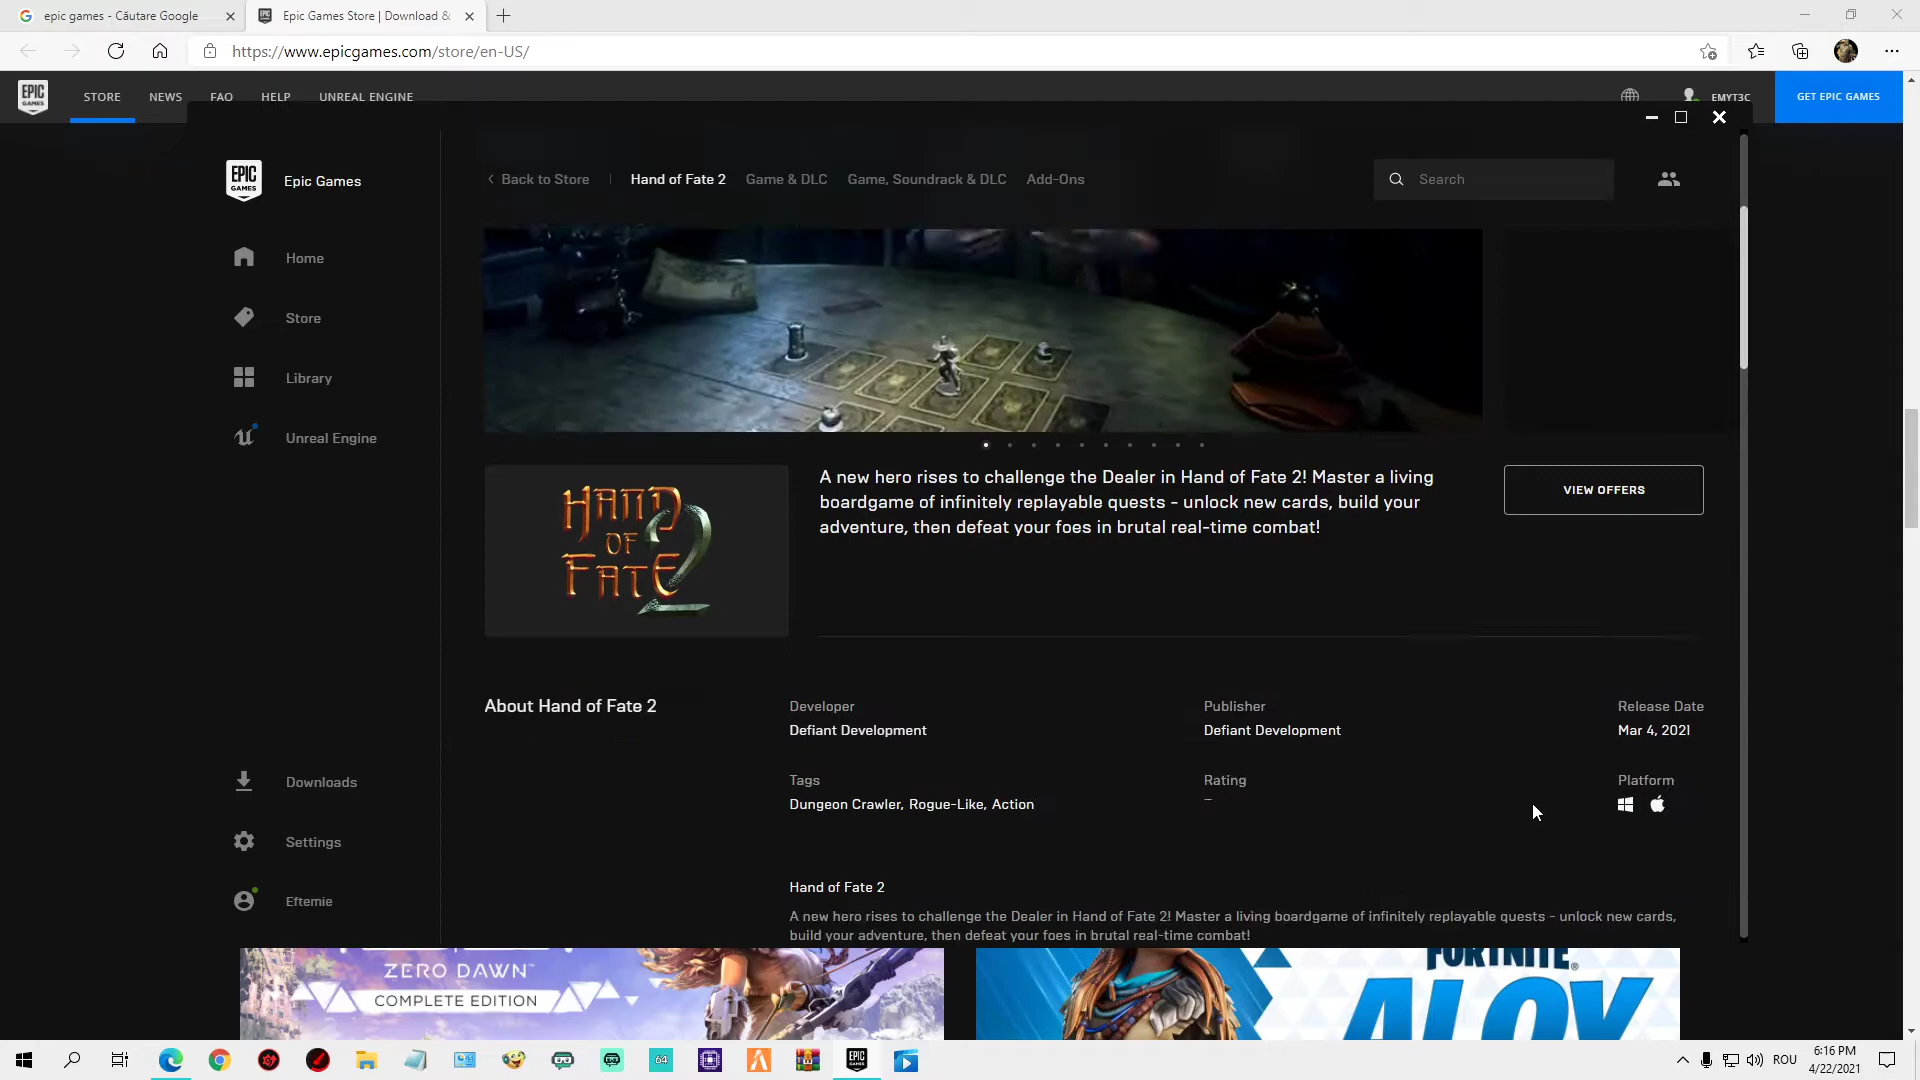 epic games - Căutare Google
Epic Games Store | Download &
https://www.epicgames.com/store/en-US/
EPIC GAMES
STORE
NEWS
FAQ
HELP
UNREAL ENGINE
EMYT3C
GET EPIC GAMES
EPIC GAMES
Epic Games
Back to Store
Hand of Fate 2
Game & DLC
Game, Soundrack & DLC
Add-Ons
Search
Home
Store
Library
Unreal Engine
HAND
OF
FATE 2
A new hero rises to challenge the Dealer in Hand of Fate 2! Master a living
boardgame of infinitely replayable quests - unlock new cards, build your
adventure, then defeat your foes in brutal real-time combat!
VIEW OFFERS
About Hand of Fate 2
Developer
Defiant Development
Publisher
Defiant Development
Release Date
Mar 4, 2021
Tags
Dungeon Crawler, Rogue-Like, Action
Rating
–
Platform
Downloads
Settings
Eftemie
Hand of Fate 2
A new hero rises to challenge the Dealer in Hand of Fate 2! Master a living boardgame of infinitely replayable quests - unlock new cards,
build your adventure, then defeat your foes in brutal real-time combat!
ZERO DAWN™
COMPLETE EDITION
FORTNITE®
ALOY
64
EPIC GAMES
ROU
6:16 PM
4/22/2021